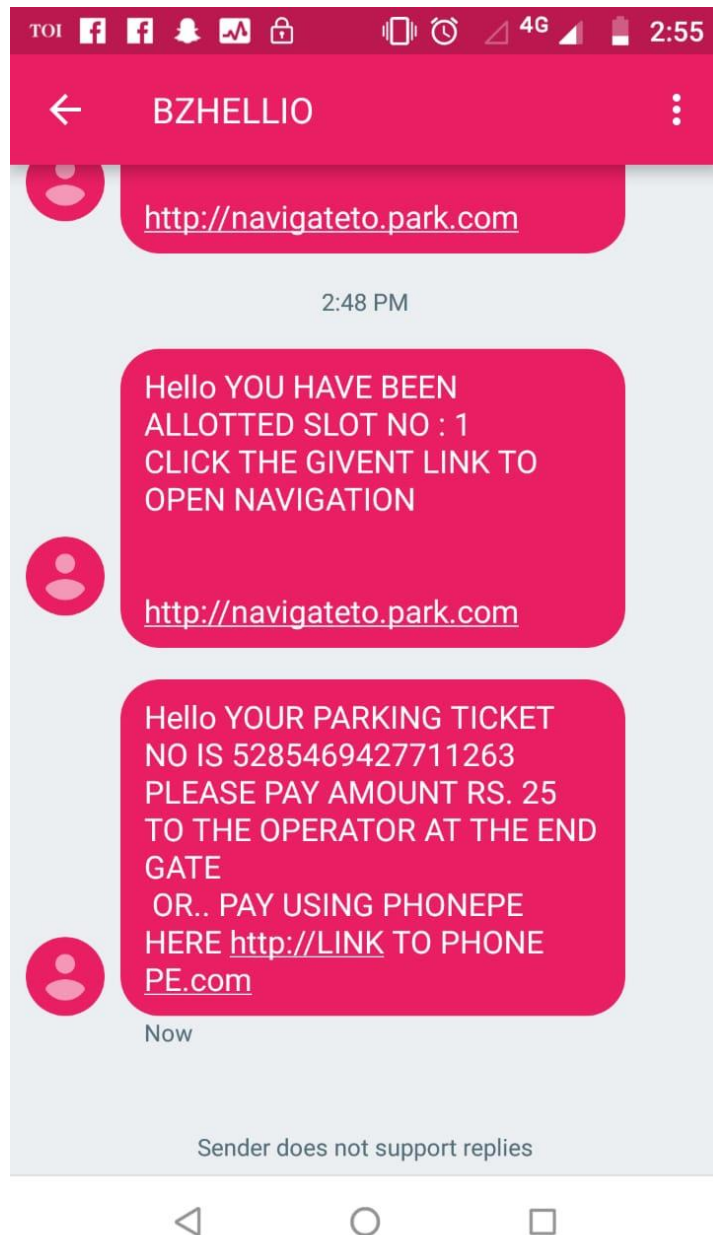 TOI 4G 2:55
BZHELLIO
http://navigateto.park.com
2:48 PM
Hello YOU HAVE BEEN
ALLOTTED SLOT NO : 1
CLICK THE GIVENT LINK TO
OPEN NAVIGATION
http://navigateto.park.com
Hello YOUR PARKING TICKET
NO IS 5285469427711263
PLEASE PAY AMOUNT RS. 25
TO THE OPERATOR AT THE END
GATE
OR.. PAY USING PHONEPE
HERE http://LINK TO PHONE
PE.com
Now
Sender does not support replies